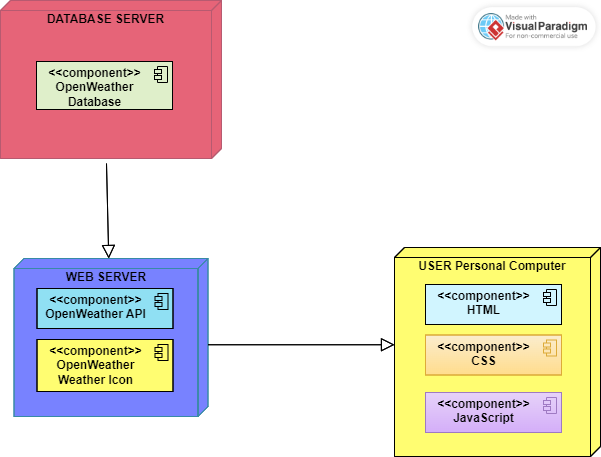 DATABASE SERVER
<<component>>
OpenWeather
Database
Made with
Visual Paradigm
For non-commercial use
WEB SERVER
<<component>>
OpenWeather API
<<component>>
OpenWeather
Weather Icon
USER Personal Computer
<<component>>
HTML
<<component>>
CSS
<<component>>
JavaScript